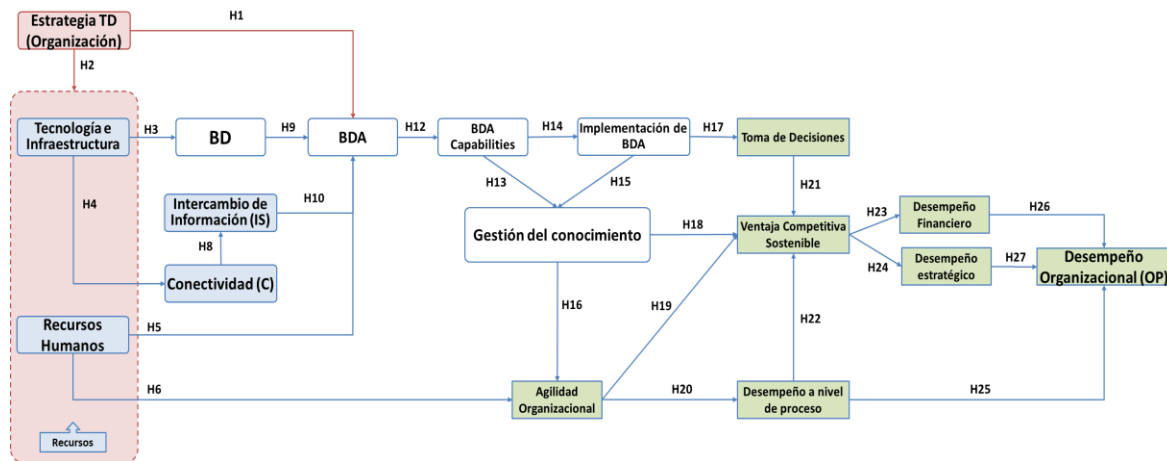 Estrategia TD
(Organización)
H1
H2
Tecnología e
Infraestructura
H3
BD
H9
BDA
H12
BDA
Capabilities
H14
Implementación de
BDA
H17
Toma de Decisiones
H4
H13
H15
H21
Intercambio de
Información (IS)
H10
H8
Conectividad (C)
Gestión del conocimiento
H18
Ventaja Competitiva
Sostenible
H23
Desempeño
Financiero
H26
H24
Desempeño
estratégico
H27
Desempeño
Organizacional (OP)
H16
H19
H22
Recursos
Humanos
H5
H6
Agilidad
Organizacional
H20
Desempeño a nivel
de proceso
H25
Recursos